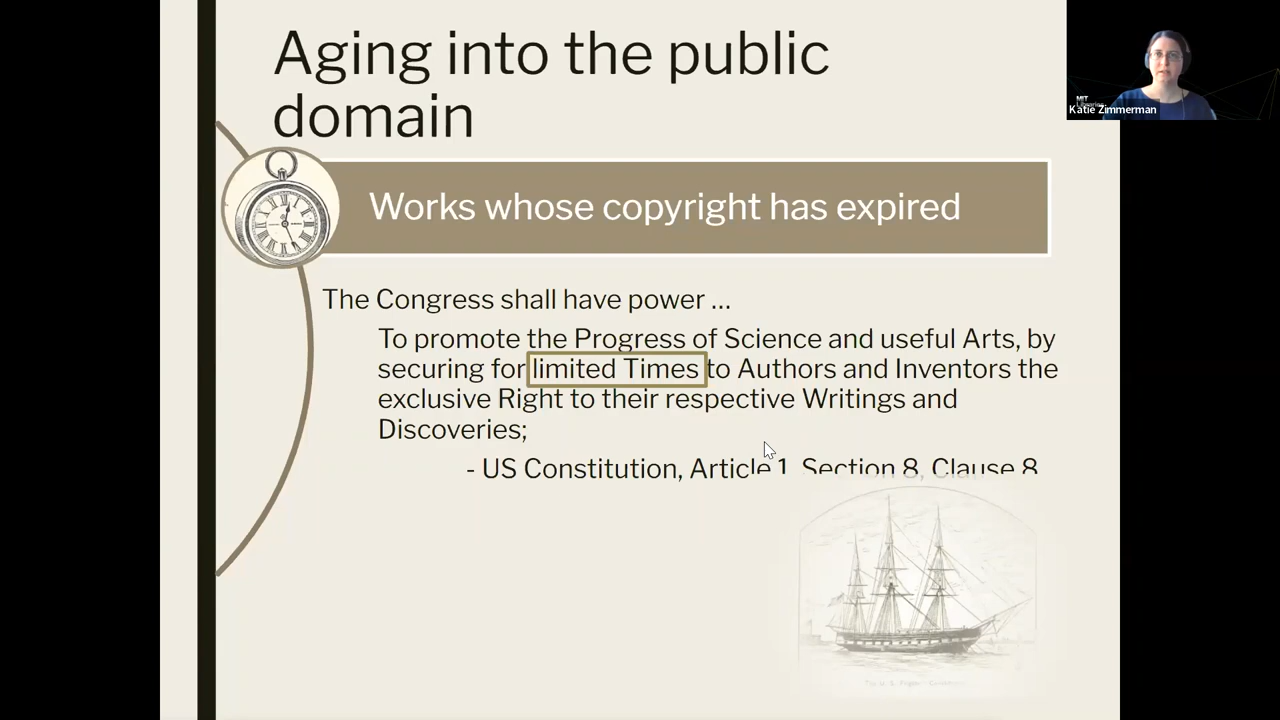 Aging into the public
domain
MIT
Libraries
Katie Zimmerman
Works whose copyright has expired
The Congress shall have power ...
To promote the Progress of Science and useful Arts, by
securing for limited Times to Authors and Inventors the
exclusive Right to their respective Writings and
Discoveries;
- US Constitution, Article 1, Section 8, Clause 8